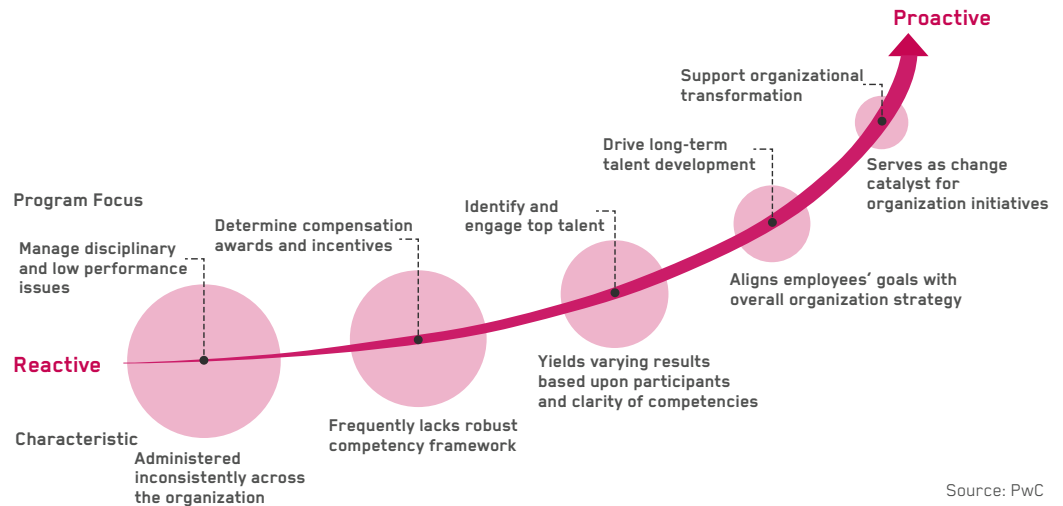 Proactive
Support organizational
transformation
Drive long-term
talent development
Serves as change
catalyst for
organization initiatives
Program Focus
Identify and
engage top talent
Determine compensation
awards and incentives
Manage disciplinary
and low performance
issues
Aligns employees’ goals with
overall organization strategy
Reactive
Yields varying results
based upon participants
and clarity of competencies
Frequently lacks robust
competency framework
Characteristic
Administered
inconsistently across
the organization
Source: PwC